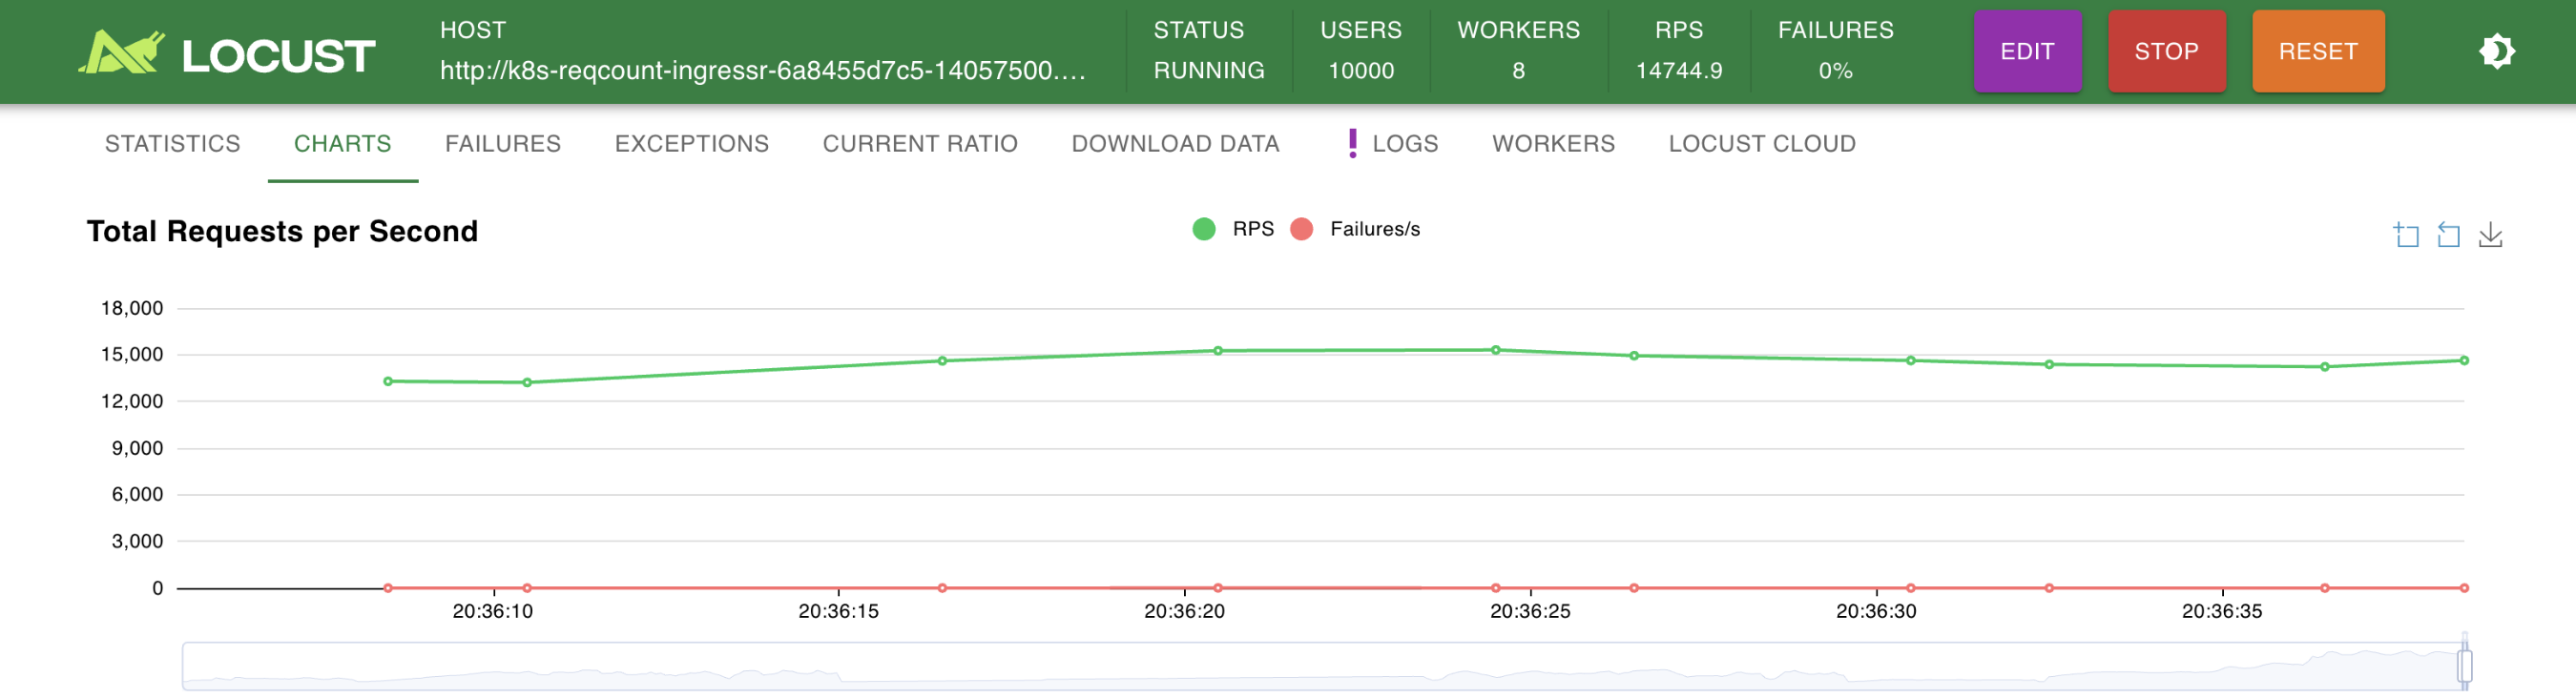 LOCUST
HOST
http://k8s-reqcount-ingressr-6a8455d7c5-14057500....
STATUS
RUNNING
USERS
10000
WORKERS
8
RPS
14744.9
FAILURES
0%
EDIT
STOP
RESET
STATISTICS
CHARTS
FAILURES
EXCEPTIONS
CURRENT RATIO
DOWNLOAD DATA
! LOGS
WORKERS
LOCUST CLOUD
Total Requests per Second
RPS
Failures/s
18,000
15,000
12,000
9,000
6,000
3,000
0
20:36:10
20:36:15
20:36:20
20:36:25
20:36:30
20:36:35